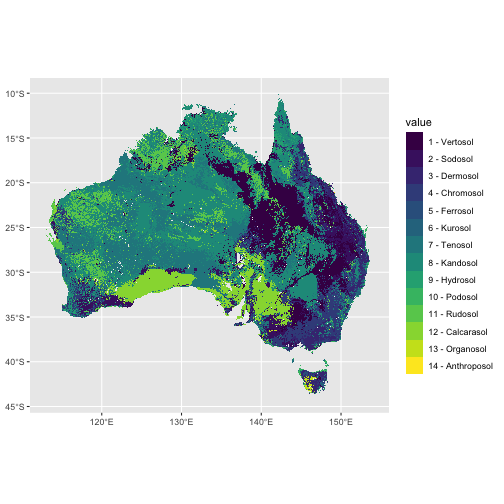 value
10°S
15°S
20°S
25°S
30°S
35°S
40°S
45°S
120°E
130°E
140°E
150°E
1 - Vertosol
2 - Sodosol
3 - Dermosol
4 - Chromosol
5 - Ferrosol
6 - Kurosol
7 - Tenosol
8 - Kandosol
9 - Hydrosol
10 - Podosol
11 - Rudosol
12 - Calcarasol
13 - Organosol
14 - Anthroposol